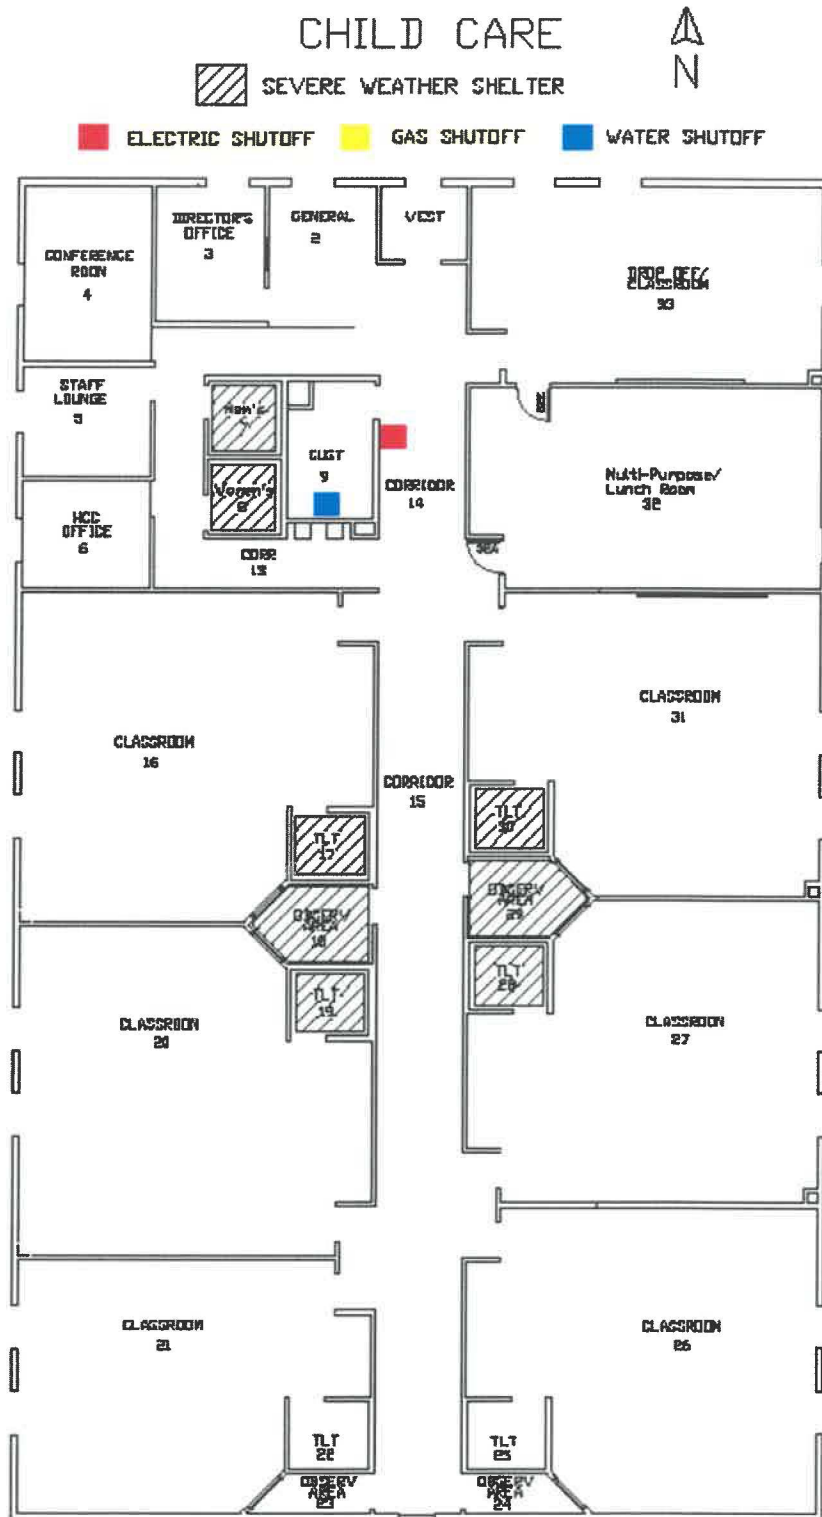 CHILD CARE
N
SEVERE WEATHER SHELTER
ELECTRIC SHUTOFF
GAS SHUTOFF
WATER SHUTOFF
DIRECTOR'S
OFFICE
3
GENERAL
2
VEST
CONFERENCE
ROOM
4
DROP OFF/
CLASSROOM
STAFF
LOUNGE
5
Men's
CUST
9
CORRIDOR
14
Multi-Purpose/
Lunch Room
32
Women's
8
HCC
OFFICE
6
CORR
13
CLASSROOM
31
CLASSROOM
16
CORRIDOR
15
TLT
17
TLT
30
OBSERV
AREA
18
OBSERV
AREA
29
TLT
19
TLT
28
CLASSROOM
20
CLASSROOM
27
CLASSROOM
21
CLASSROOM
26
TLT
22
TLT
OBSERV
AREA
OBSERV
AREA
24